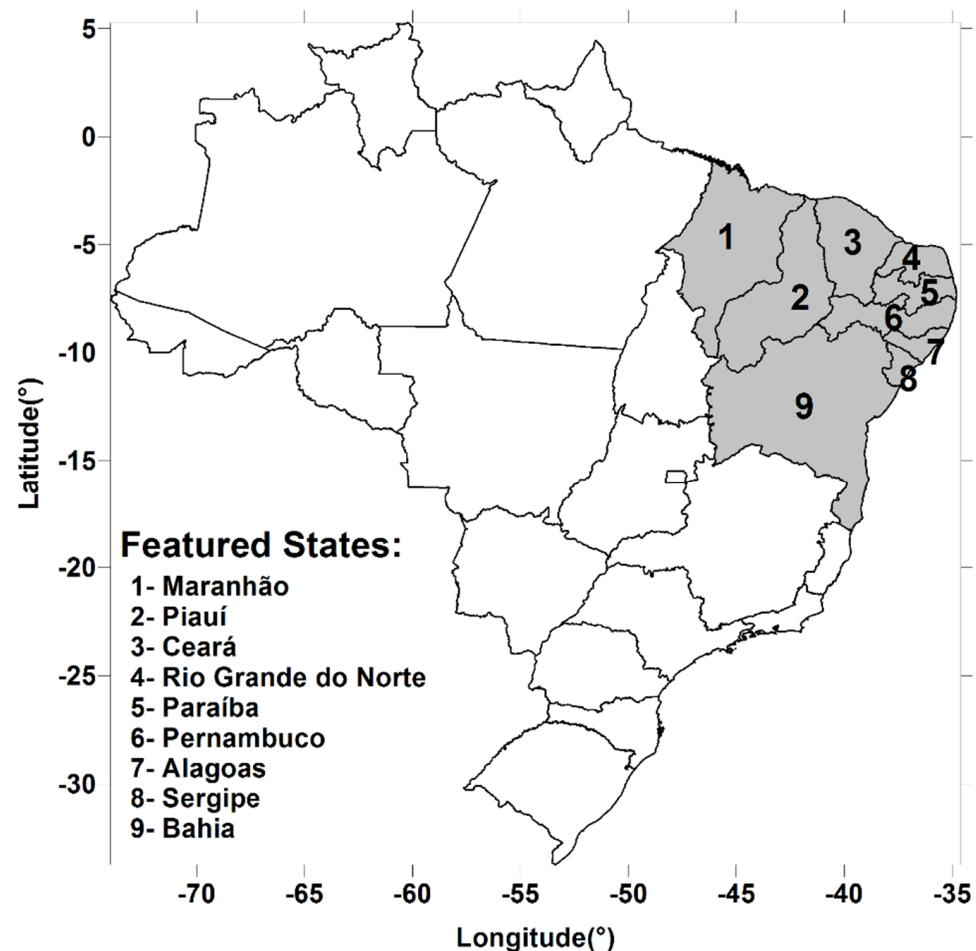 5
0
-5
-10
-15
-20
-25
-30
Latitude(°)
1
2
3
4
5
6
7
8
9
Featured States:
1- Maranhão
2- Piauí
3- Ceará
4- Rio Grande do Norte
5- Paraíba
6- Pernambuco
7- Alagoas
8- Sergipe
9- Bahia
-70 -65 -60 -55 -50 -45 -40 -35
Longitude(°)